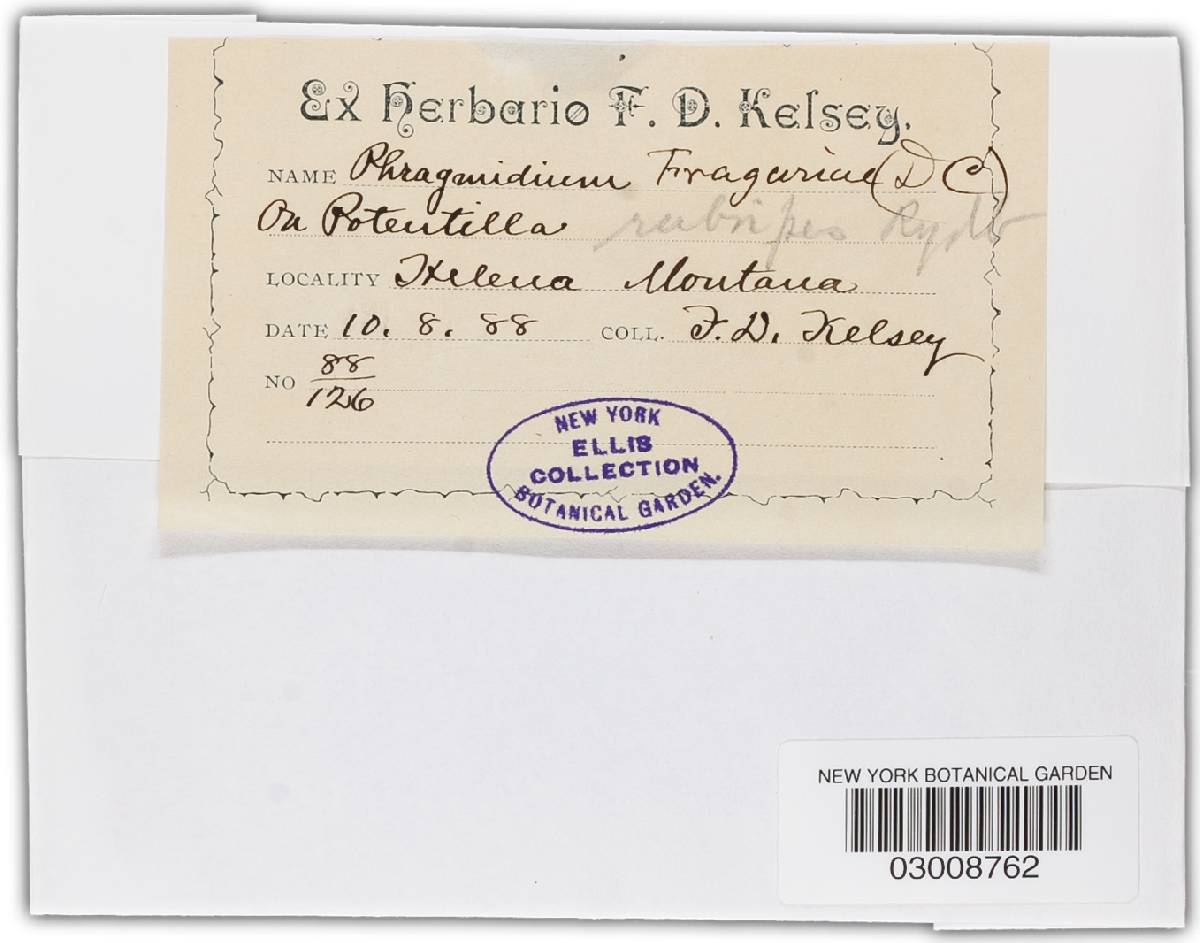 Ex Herbario F. D. Kelsey.
NAME Phragmidium Fragariae (DC)
On Potentilla rubripes Rydb
LOCALITY Helena Montana
DATE 10. 8. 88 COLL. F. D. Kelsey
NO 88/126
NEW YORK
ELLIS
COLLECTION
BOTANICAL GARDEN.
NEW YORK BOTANICAL GARDEN
03008762